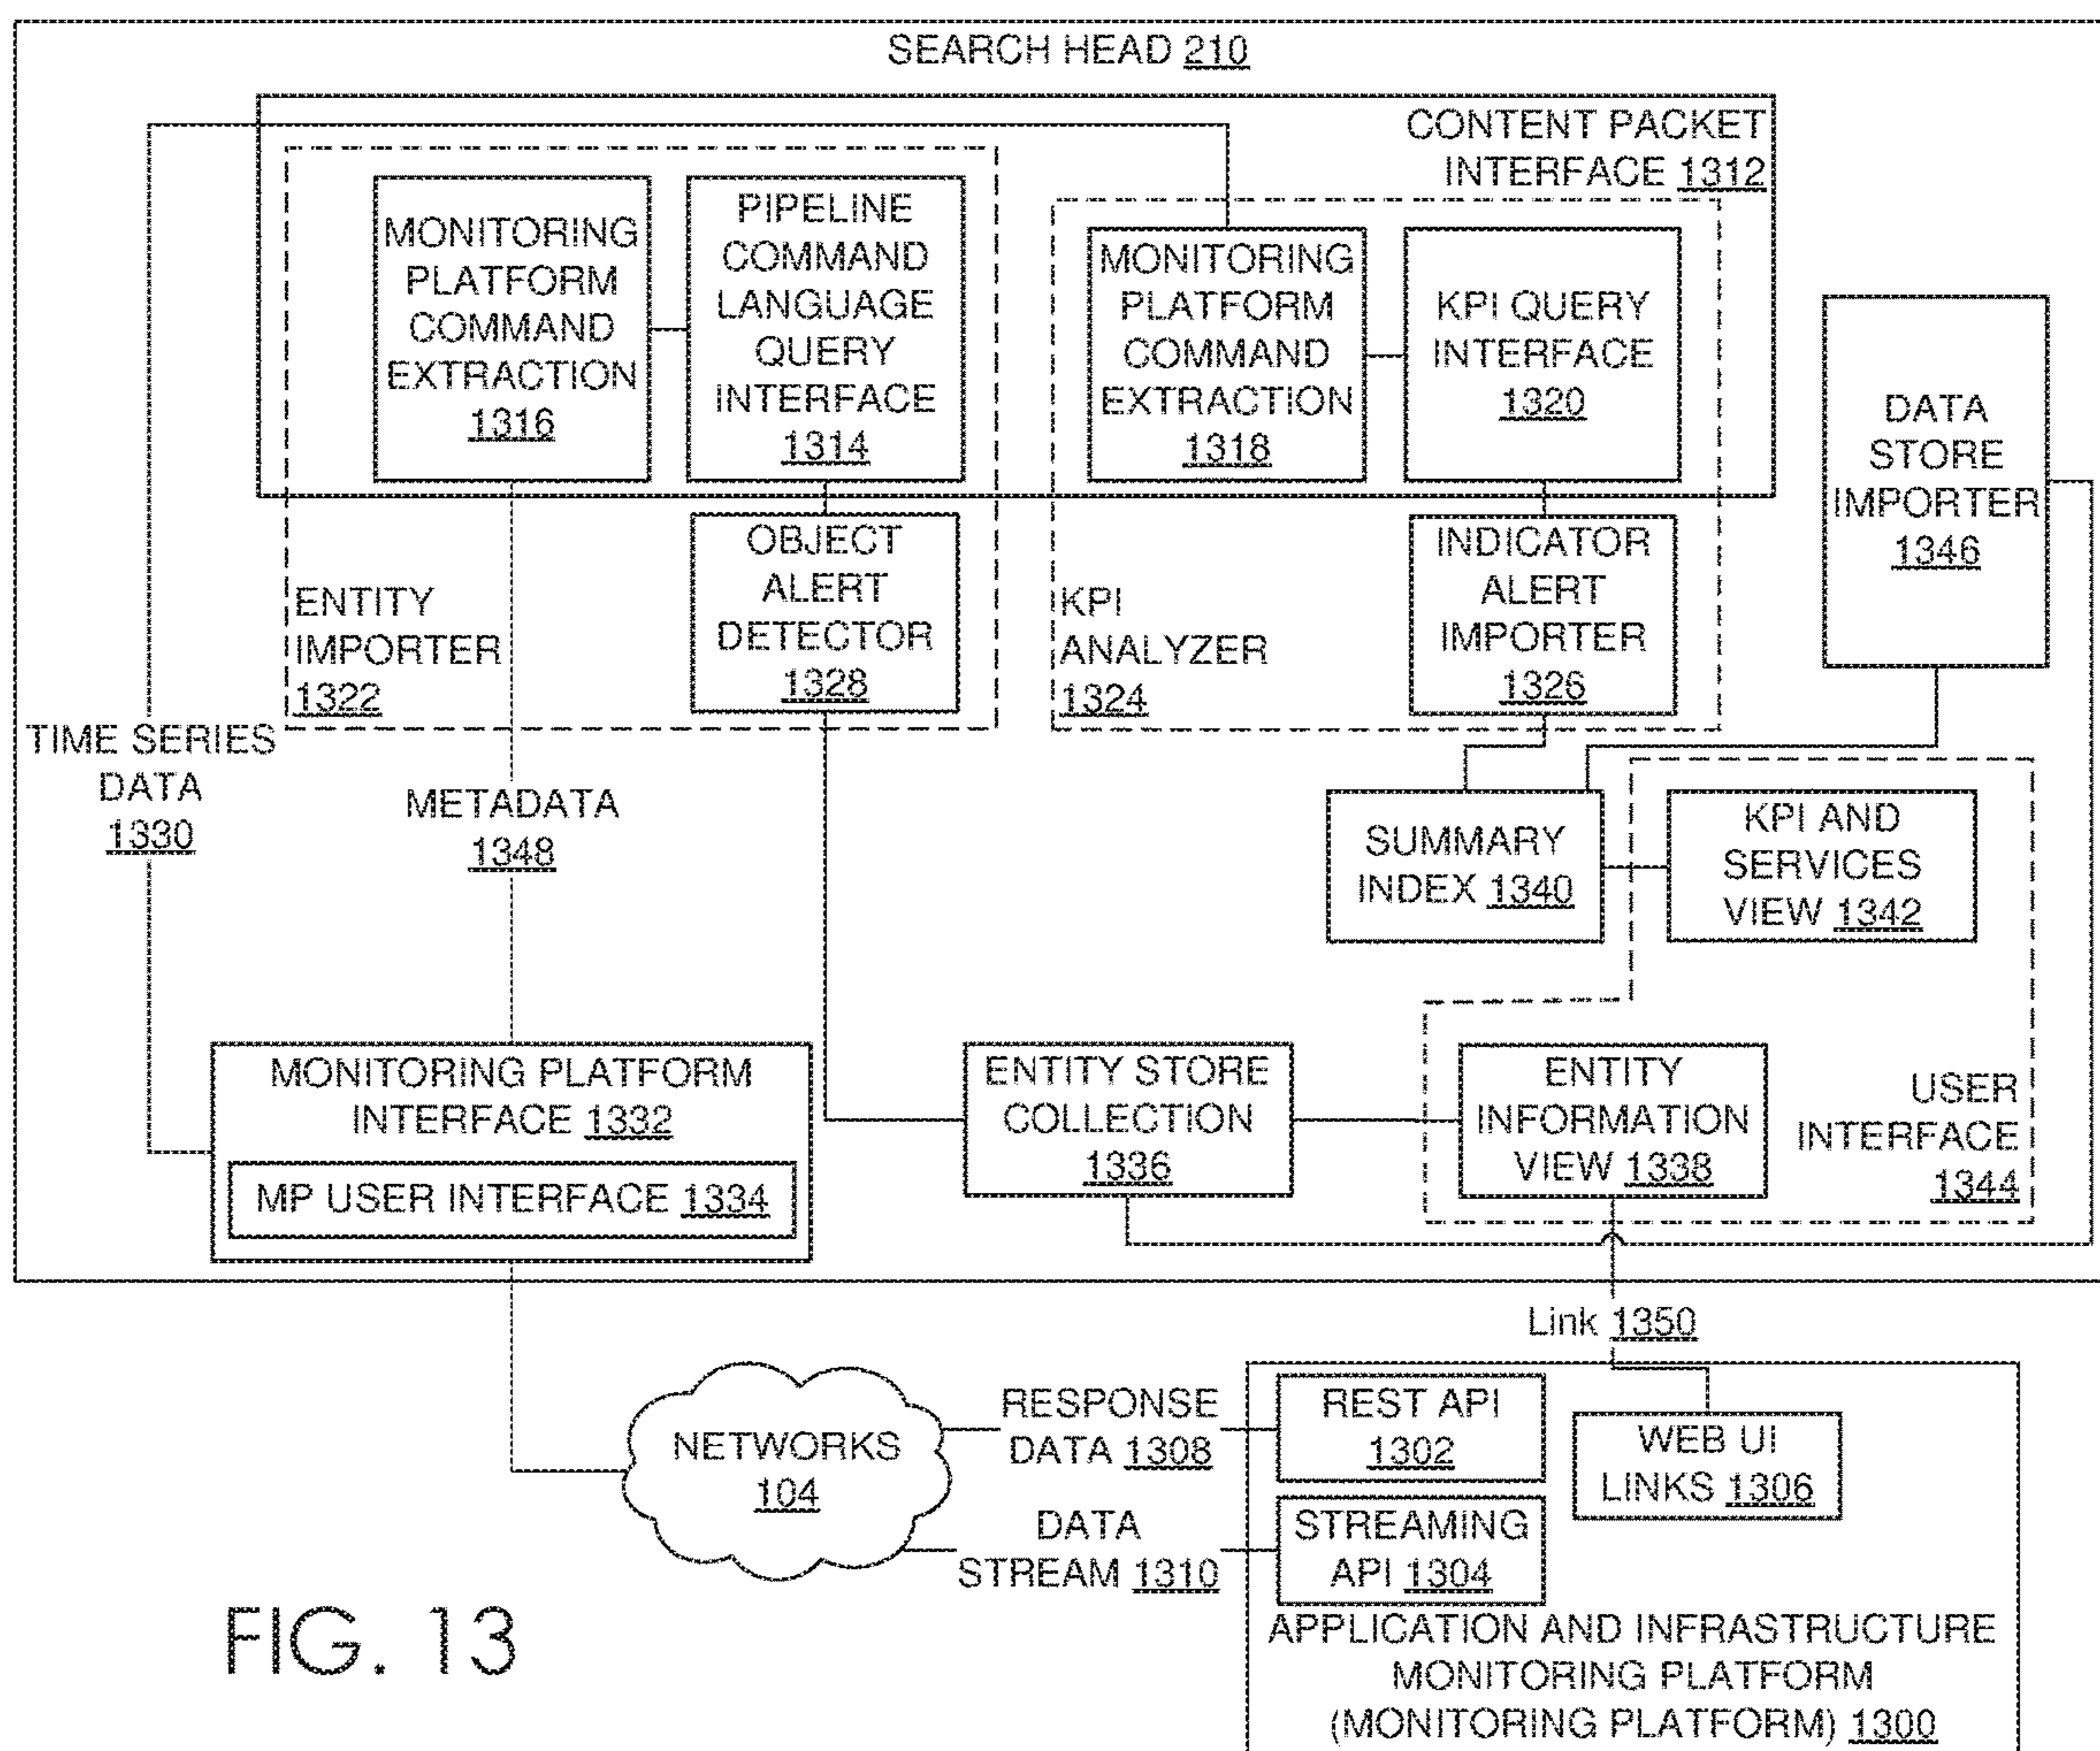 SEARCH HEAD 210
CONTENT PACKET
INTERFACE 1312
MONITORING
PLATFORM
COMMAND
EXTRACTION
1316
PIPELINE
COMMAND
LANGUAGE
QUERY
INTERFACE
1314
MONITORING
PLATFORM
COMMAND
EXTRACTION
1318
KPI QUERY
INTERFACE
1320
DATA
STORE
IMPORTER
1346
OBJECT
ALERT
DETECTOR
1328
INDICATOR
ALERT
IMPORTER
1326
ENTITY
IMPORTER
1322
KPI
ANALYZER
1324
TIME SERIES
DATA
1330
METADATA
1348
SUMMARY
INDEX 1340
KPI AND
SERVICES
VIEW 1342
MONITORING PLATFORM
INTERFACE 1332
MP USER INTERFACE 1334
ENTITY STORE
COLLECTION
1336
ENTITY
INFORMATION
VIEW 1338
USER
INTERFACE
1344
Link 1350
NETWORKS
104
RESPONSE
DATA 1308
DATA
STREAM 1310
REST API
1302
STREAMING
API 1304
WEB UI
LINKS 1306
APPLICATION AND INFRASTRUCTURE
MONITORING PLATFORM
(MONITORING PLATFORM) 1300
FIG. 13